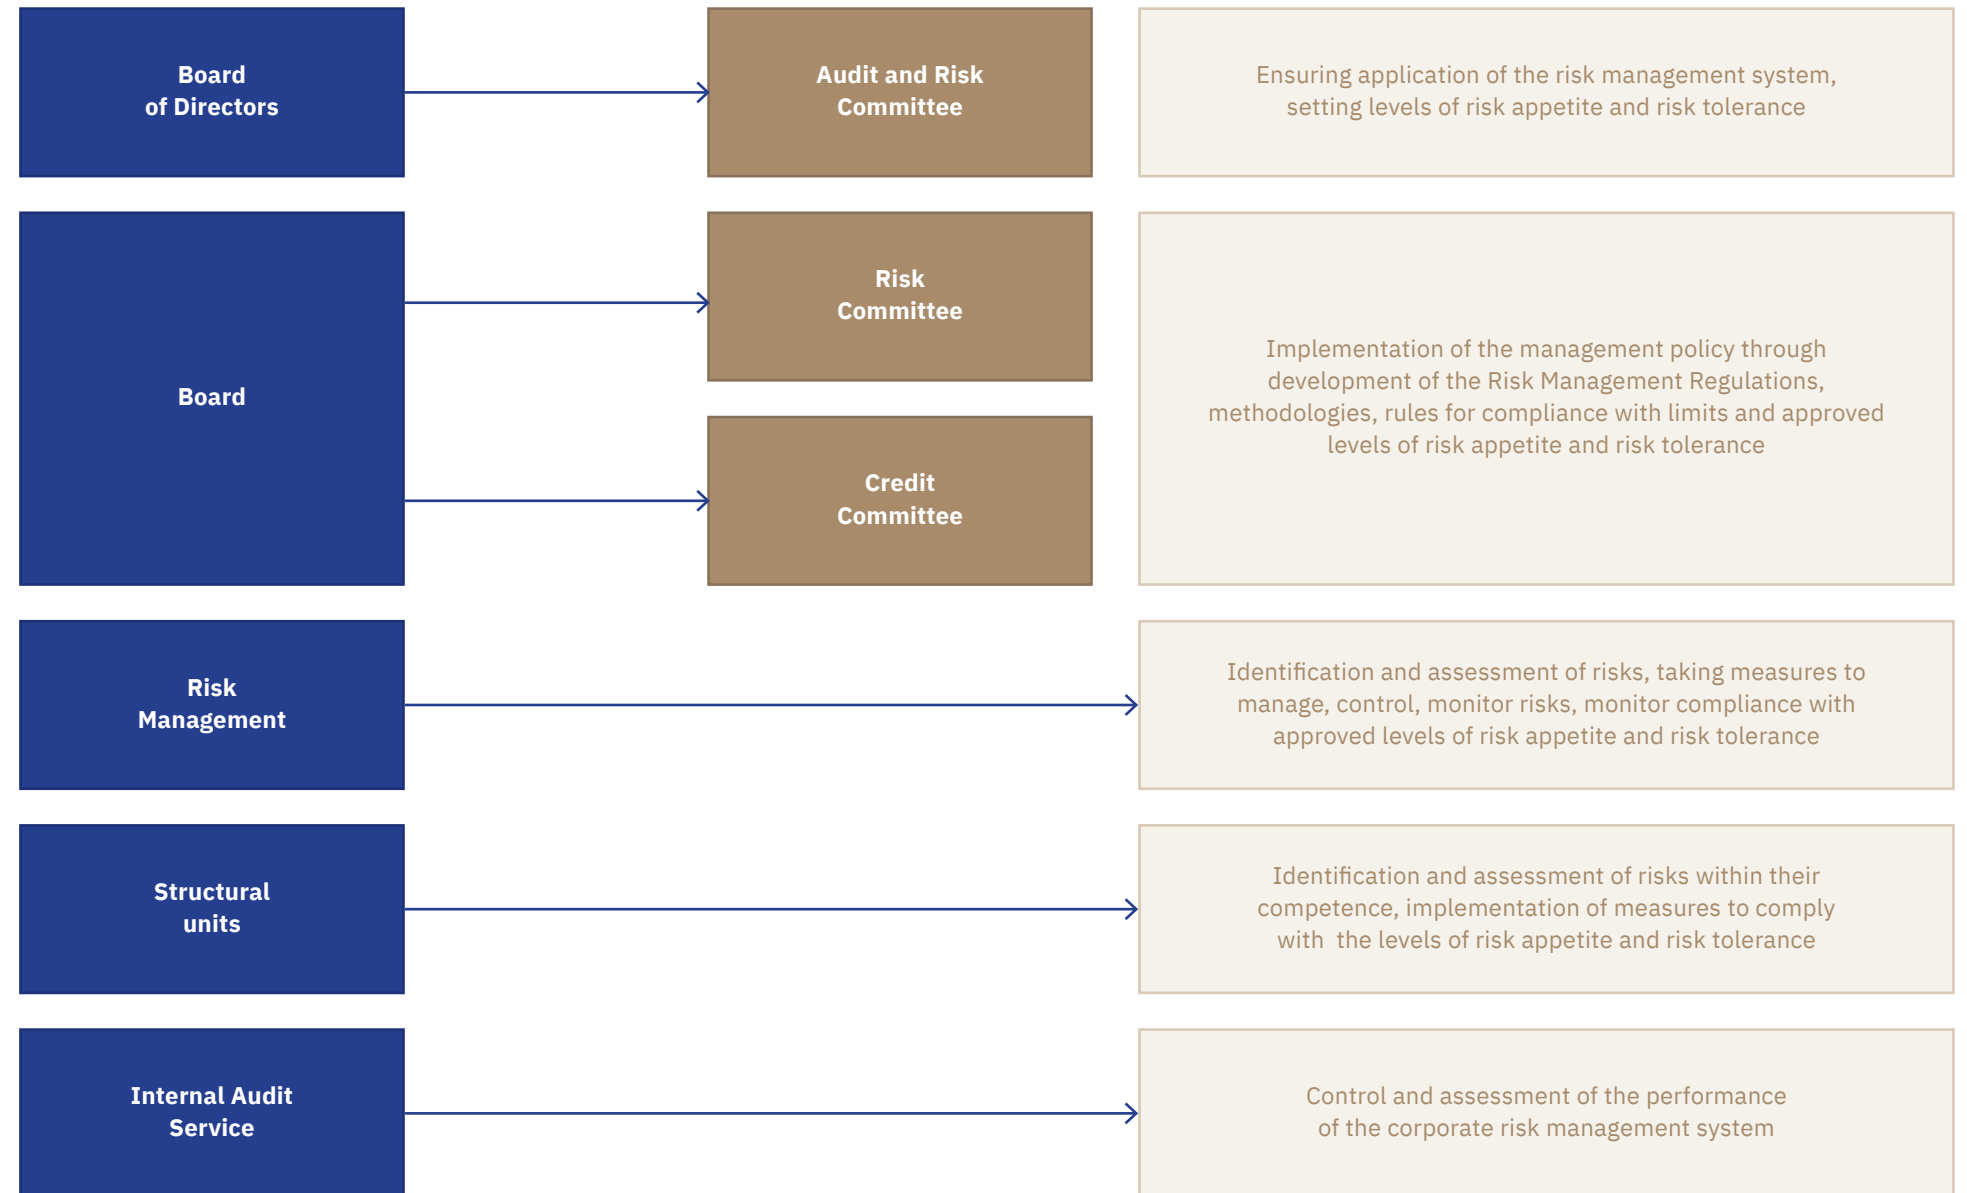 Board
of Directors
Audit and Risk
Committee
Ensuring application of the risk management system,
setting levels of risk appetite and risk tolerance
Board
Risk
Committee
Credit
Committee
Implementation of the management policy through
development of the Risk Management Regulations,
methodologies, rules for compliance with limits and approved
levels of risk appetite and risk tolerance
Risk
Management
Identification and assessment of risks, taking measures to
manage, control, monitor risks, monitor compliance with
approved levels of risk appetite and risk tolerance
Structural
units
Identification and assessment of risks within their
competence, implementation of measures to comply
with  the levels of risk appetite and risk tolerance
Internal Audit
Service
Control and assessment of the performance
of the corporate risk management system